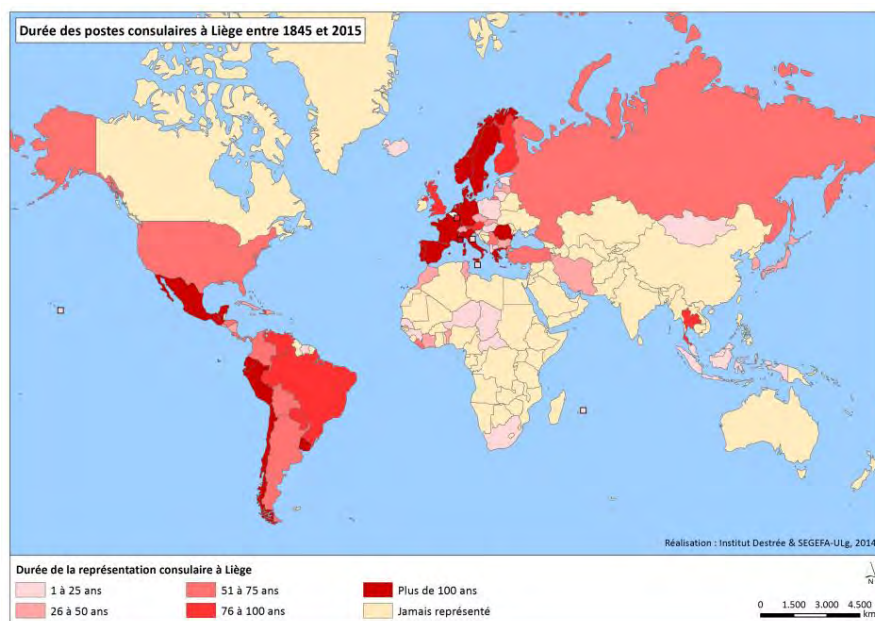 Durée des postes consulaires à Liège entre 1845 et 2015
Réalisation : Institut Destrée & SEGEFA-ULg, 2014
Durée de la représentation consulaire à Liège
1 à 25 ans
51 à 75 ans
Plus de 100 ans
26 à 50 ans
76 à 100 ans
Jamais représenté
N
0 1.500 3.000 4.500
km